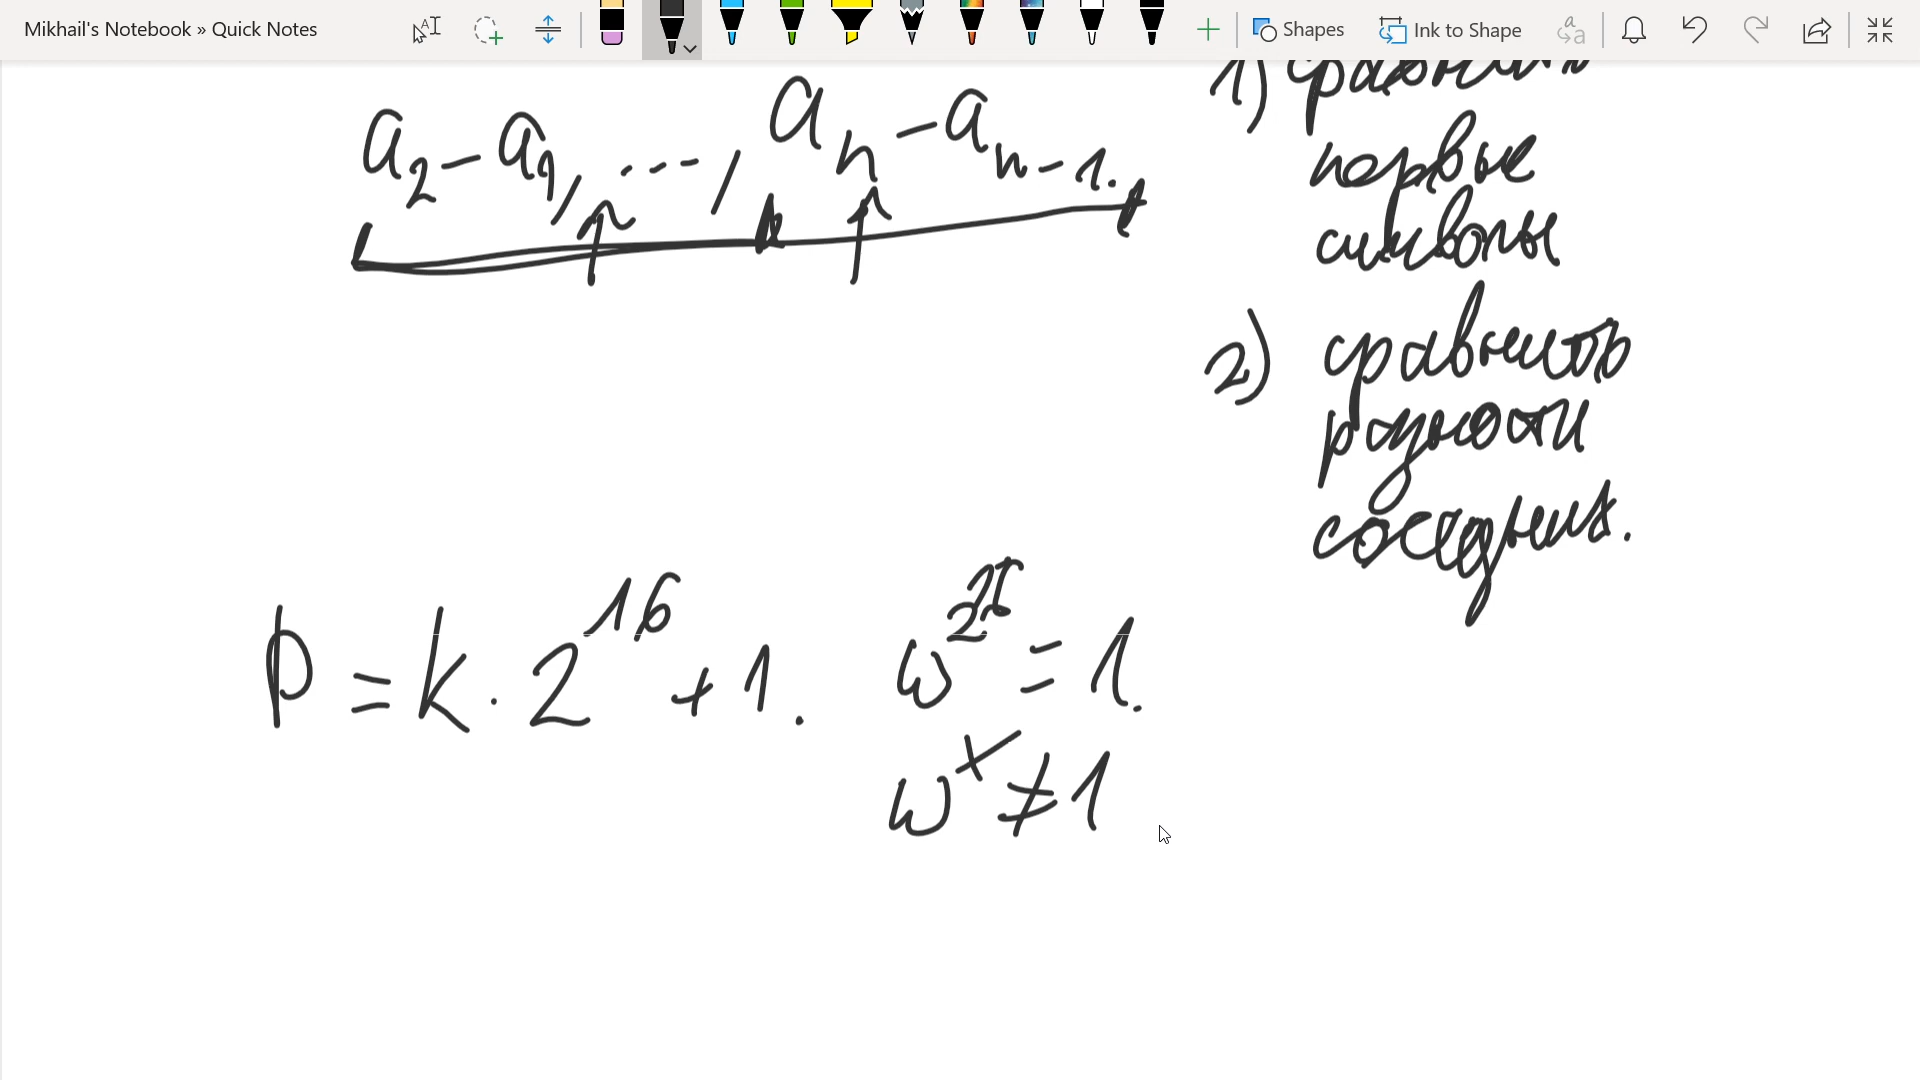 Mikhail's Notebook » Quick Notes
Shapes
Ink to Shape
a₂ - a₁, ..., aₙ - aₙ₋₁.
1) сравнить
первые
символы
2) сравнить
разности
соседних.
p = k · 2¹⁶ + 1.
ω = 1.
ωˣ ≠ 1